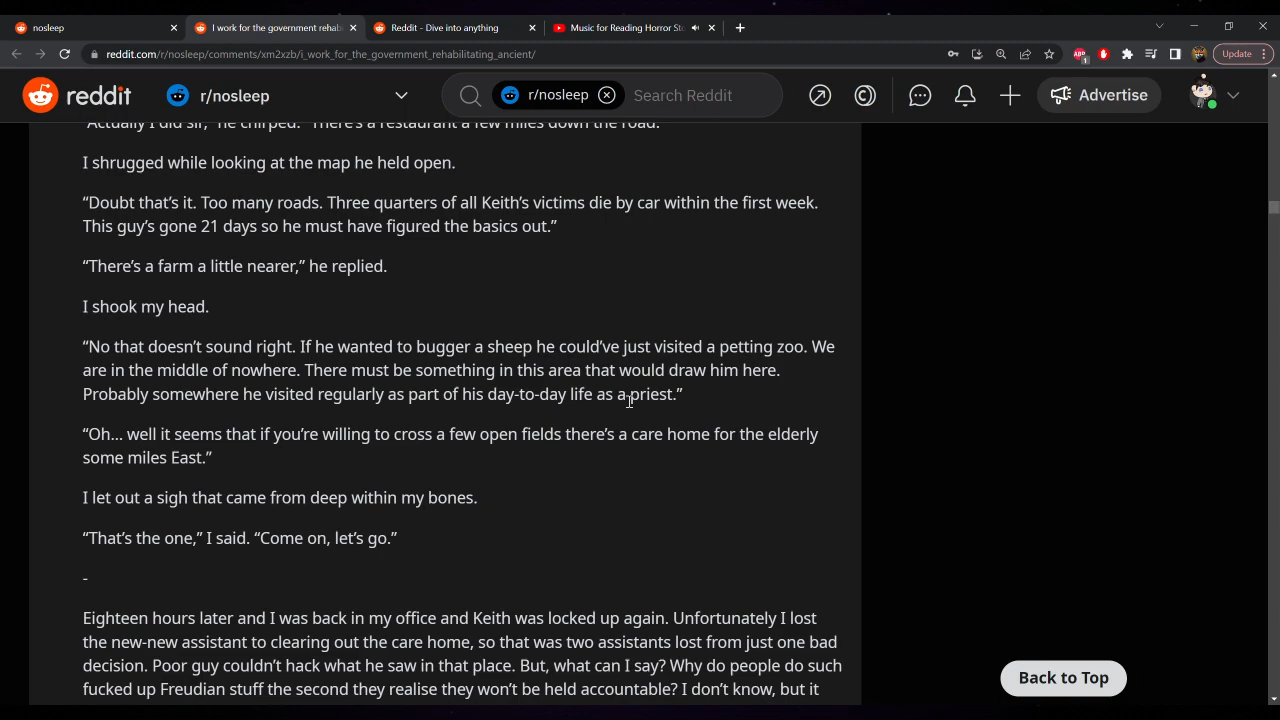 nosleep
I work for the government rehab
Reddit - Dive into anything
Music for Reading Horror St
reddit.com/r/nosleep/comments/xm2xzb/i_work_for_the_government_rehabilitating_ancient/
Update
reddit
r/nosleep
r/nosleep
Search Reddit
Advertise
“Actually I did sir,” he chirped. “There’s a restaurant a few miles down the road.”
I shrugged while looking at the map he held open.
“Doubt that’s it. Too many roads. Three quarters of all Keith’s victims die by car within the first week.
This guy’s gone 21 days so he must have figured the basics out.”
“There’s a farm a little nearer,” he replied.
I shook my head.
“No that doesn’t sound right. If he wanted to bugger a sheep he could’ve just visited a petting zoo. We
are in the middle of nowhere. There must be something in this area that would draw him here.
Probably somewhere he visited regularly as part of his day-to-day life as a priest.”
“Oh... well it seems that if you’re willing to cross a few open fields there’s a care home for the elderly
some miles East.”
I let out a sigh that came from deep within my bones.
“That’s the one,” I said. “Come on, let’s go.”
-
Eighteen hours later and I was back in my office and Keith was locked up again. Unfortunately I lost
the new-new assistant to clearing out the care home, so that was two assistants lost from just one bad
decision. Poor guy couldn’t hack what he saw in that place. But, what can I say? Why do people do such
fucked up Freudian stuff the second they realise they won’t be held accountable? I don’t know, but it
Back to Top